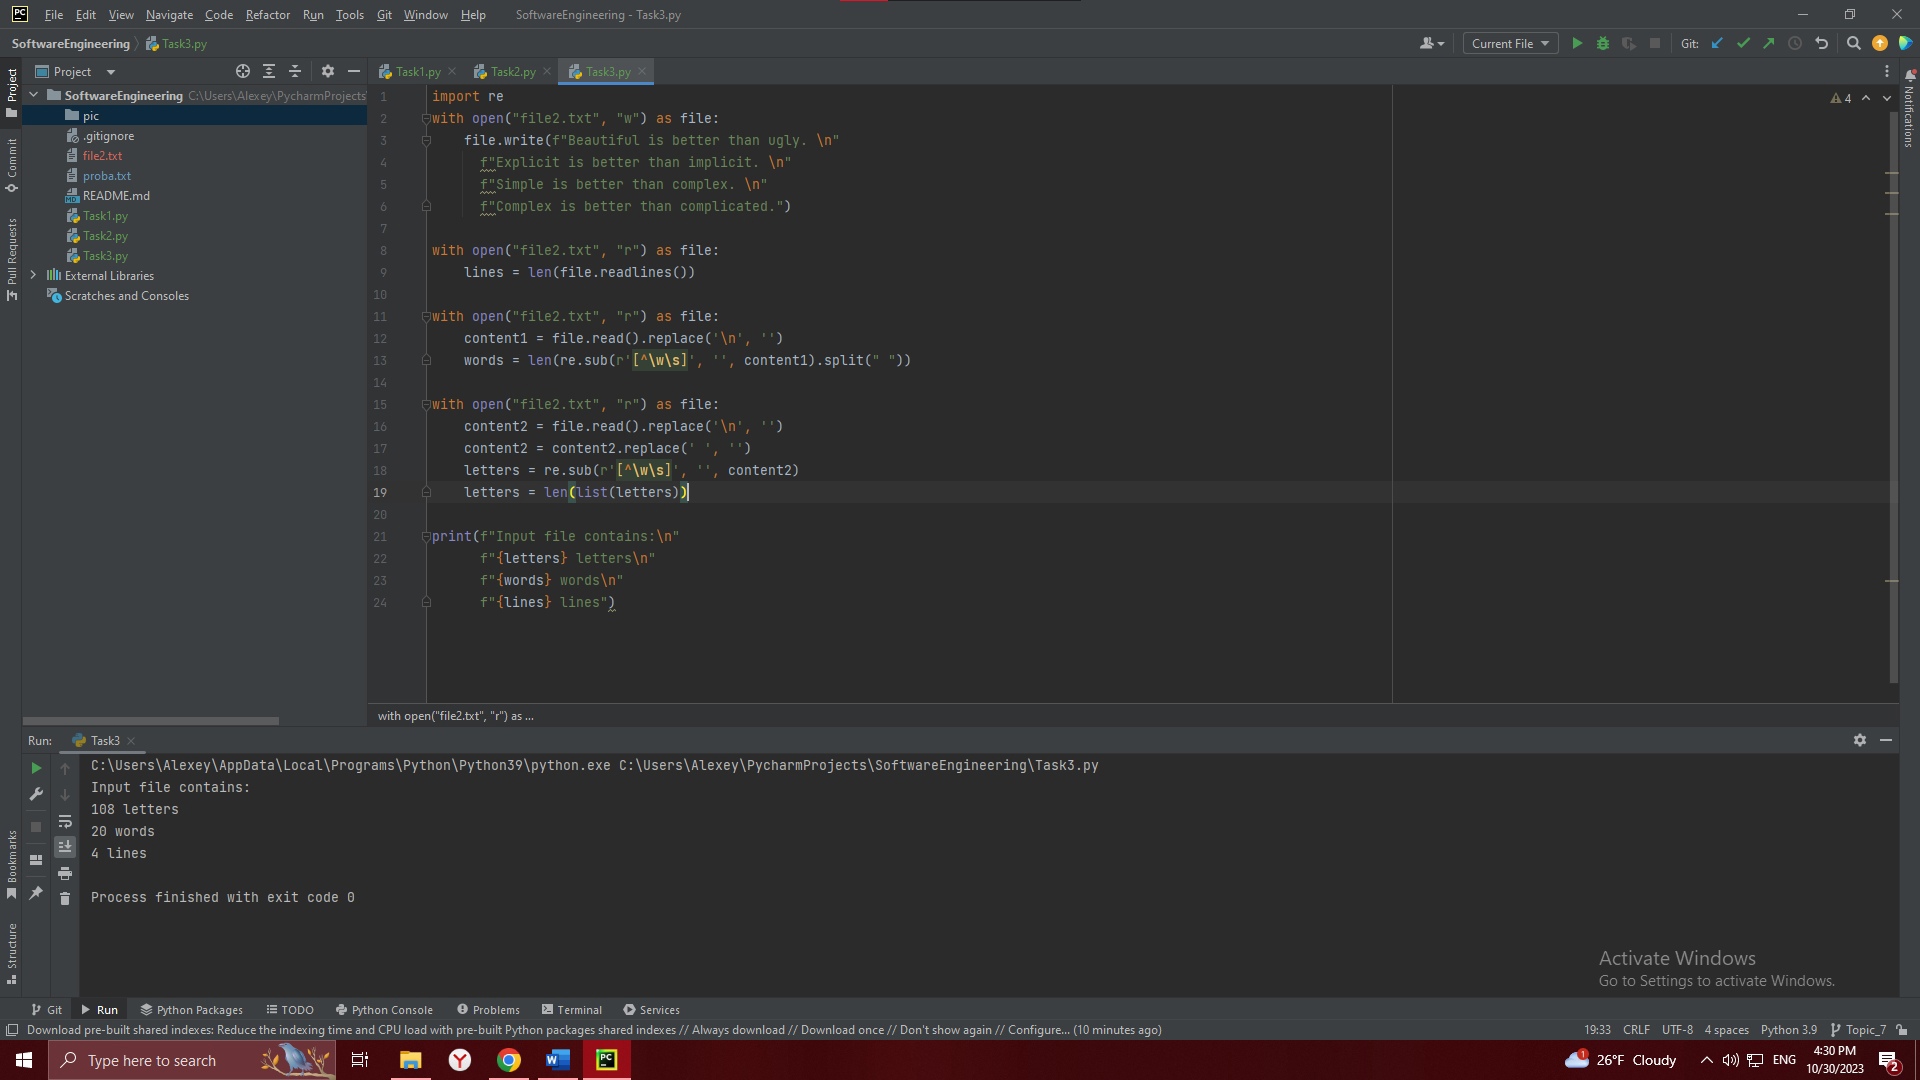 PC File Edit View Navigate Code Refactor Run Tools Git Window Help SoftwareEngineering - Task3.py
SoftwareEngineering Task3.py Current File Git:
Project Task1.py Task2.py Task3.py
SoftwareEngineering C:\Users\Alexey\PycharmProjects
pic
.gitignore
file2.txt
proba.txt
README.md
Task1.py
Task2.py
Task3.py
External Libraries
Scratches and Consoles
Project
Commit
Pull Requests
Bookmarks
Structure
Notifications
4
1 import re
2 with open("file2.txt", "w") as file:
3 file.write(f"Beautiful is better than ugly. \n"
4 f"Explicit is better than implicit. \n"
5 f"Simple is better than complex. \n"
6 f"Complex is better than complicated.")
7
8 with open("file2.txt", "r") as file:
9 lines = len(file.readlines())
10
11 with open("file2.txt", "r") as file:
12 content1 = file.read().replace('\n', '')
13 words = len(re.sub(r'[^\w\s]', '', content1).split(" "))
14
15 with open("file2.txt", "r") as file:
16 content2 = file.read().replace('\n', '')
17 content2 = content2.replace(' ', '')
18 letters = re.sub(r'[^\w\s]', '', content2)
19 letters = len(list(letters))
20
21 print(f"Input file contains:\n"
22 f"{letters} letters\n"
23 f"{words} words\n"
24 f"{lines} lines")
with open("file2.txt", "r") as ...
Run: Task3
C:\Users\Alexey\AppData\Local\Programs\Python\Python39\python.exe C:\Users\Alexey\PycharmProjects\SoftwareEngineering\Task3.py
Input file contains:
108 letters
20 words
4 lines
Process finished with exit code 0
Activate Windows
Go to Settings to activate Windows.
Git Run Python Packages TODO Python Console Problems Terminal Services
Download pre-built shared indexes: Reduce the indexing time and CPU load with pre-built Python packages shared indexes // Always download // Download once // Don't show again // Configure... (10 minutes ago) 19:33 CRLF UTF-8 4 spaces Python 3.9 Topic_7
Type here to search Y W PC 1 26°F Cloudy ENG 4:30 PM
10/30/2023 2